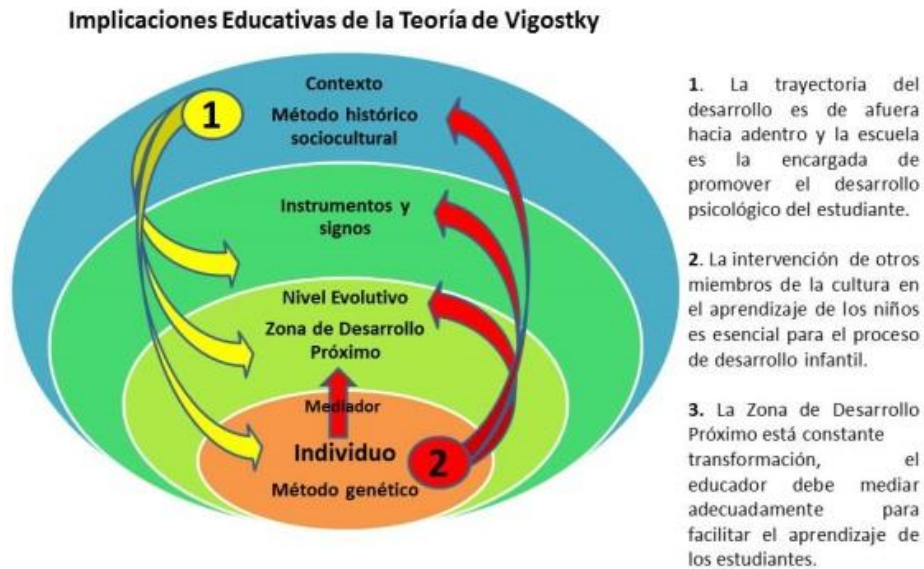 Implicaciones Educativas de la Teoría de Vigostky
Contexto
1
Método histórico
sociocultural
Instrumentos y
signos
Nivel Evolutivo
Zona de Desarrollo
Próximo
Mediador
Individuo
2
Método genético
1. La trayectoria del
desarrollo es de afuera
hacia adentro y la escuela
es la encargada de
promover el desarrollo
psicológico del estudiante.
2. La intervención de otros
miembros de la cultura en
el aprendizaje de los niños
es esencial para el proceso
de desarrollo infantil.
3. La Zona de Desarrollo
Próximo está constante
transformación, el
educador debe mediar
adecuadamente para
facilitar el aprendizaje de
los estudiantes.